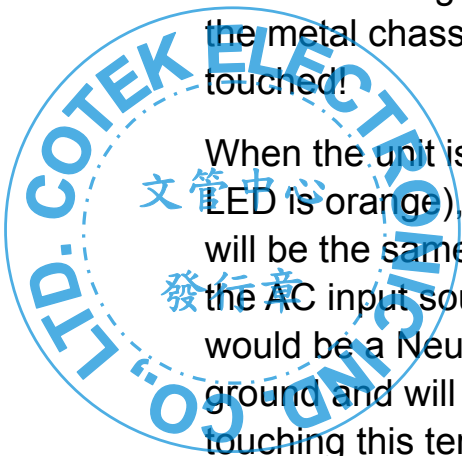 the metal chass
touched!
When the unit is
LED is orange),
will be the same
the AC input sou
would be a Neu
ground and will
touching this ter
COTEK ELECTRONIC IND. CO., LTD.
文管中心
發行章